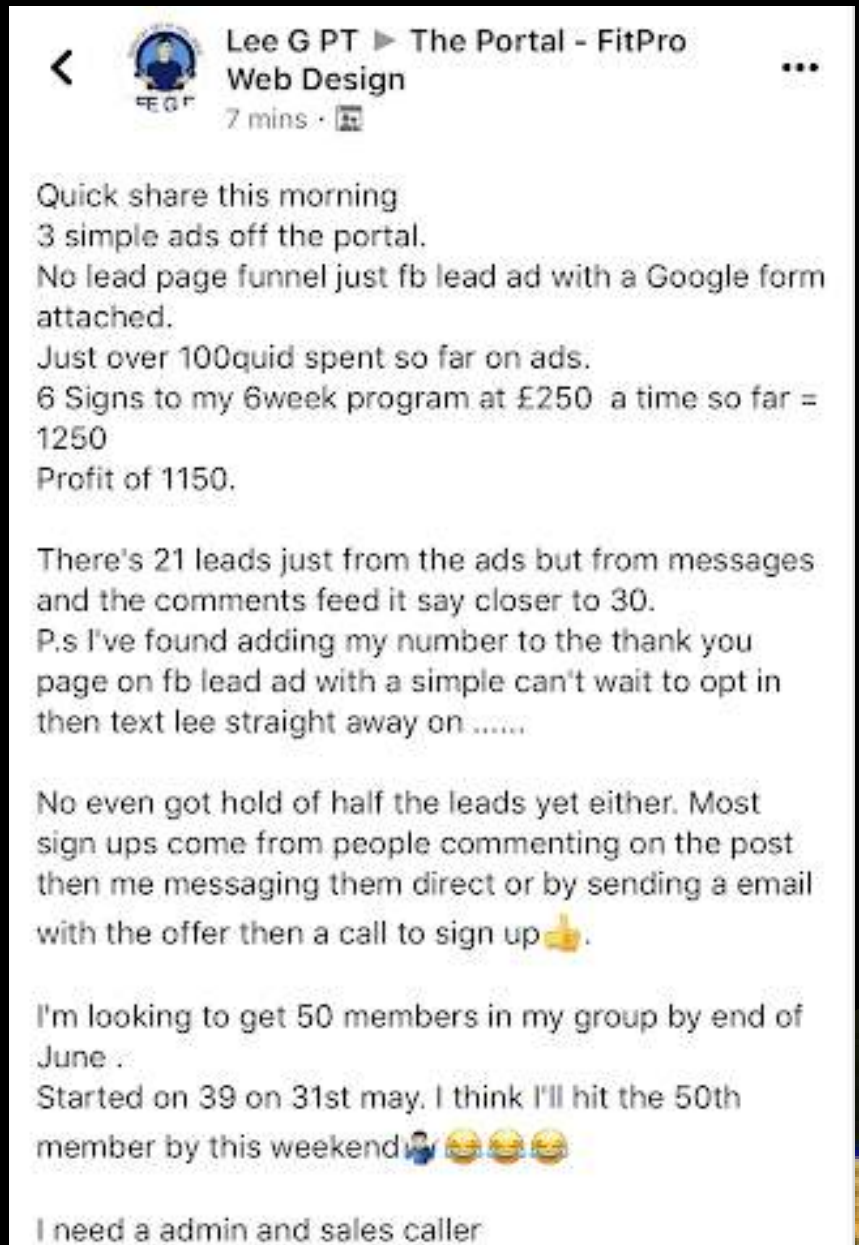 Lee G PT ▶ The Portal - FitPro
Web Design
7 mins ·
Quick share this morning
3 simple ads off the portal.
No lead page funnel just fb lead ad with a Google form
attached.
Just over 100quid spent so far on ads.
6 Signs to my 6week program at £250 a time so far =
1250
Profit of 1150.
There's 21 leads just from the ads but from messages
and the comments feed it say closer to 30.
P.s I've found adding my number to the thank you
page on fb lead ad with a simple can't wait to opt in
then text lee straight away on ......
No even got hold of half the leads yet either. Most
sign ups come from people commenting on the post
then me messaging them direct or by sending a email
with the offer then a call to sign up👍.
I'm looking to get 50 members in my group by end of
June .
Started on 39 on 31st may. I think I'll hit the 50th
member by this weekend🤷‍♂️😂😂😂
I need a admin and sales caller